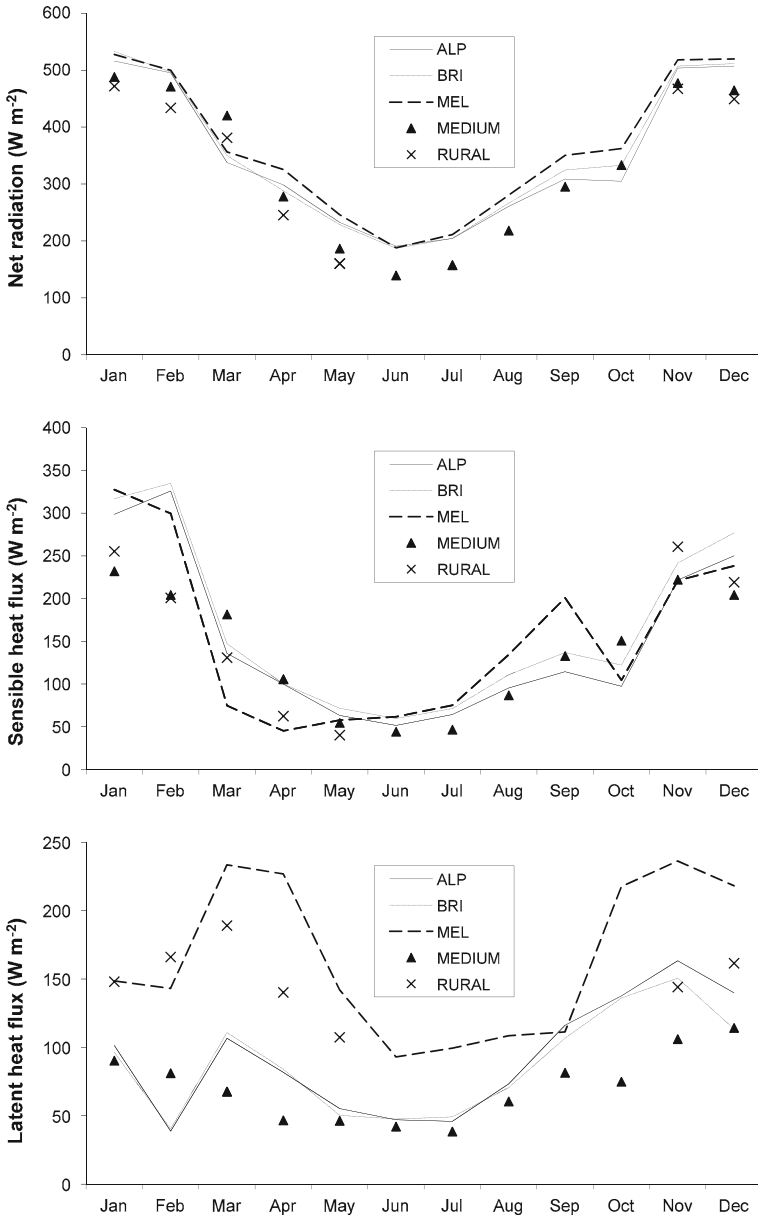 Net radiation (W m-2)
600
500
400
300
200
100
0
ALP
BRI
MEL
MEDIUM
RURAL
Jan Feb Mar Apr May Jun Jul Aug Sep Oct Nov Dec
Sensible heat flux (W m-2)
400
350
300
250
200
150
100
50
0
ALP
BRI
MEL
MEDIUM
RURAL
Jan Feb Mar Apr May Jun Jul Aug Sep Oct Nov Dec
Latent heat flux (W m-2)
250
200
150
100
50
0
ALP
BRI
MEL
MEDIUM
RURAL
Jan Feb Mar Apr May Jun Jul Aug Sep Oct Nov Dec